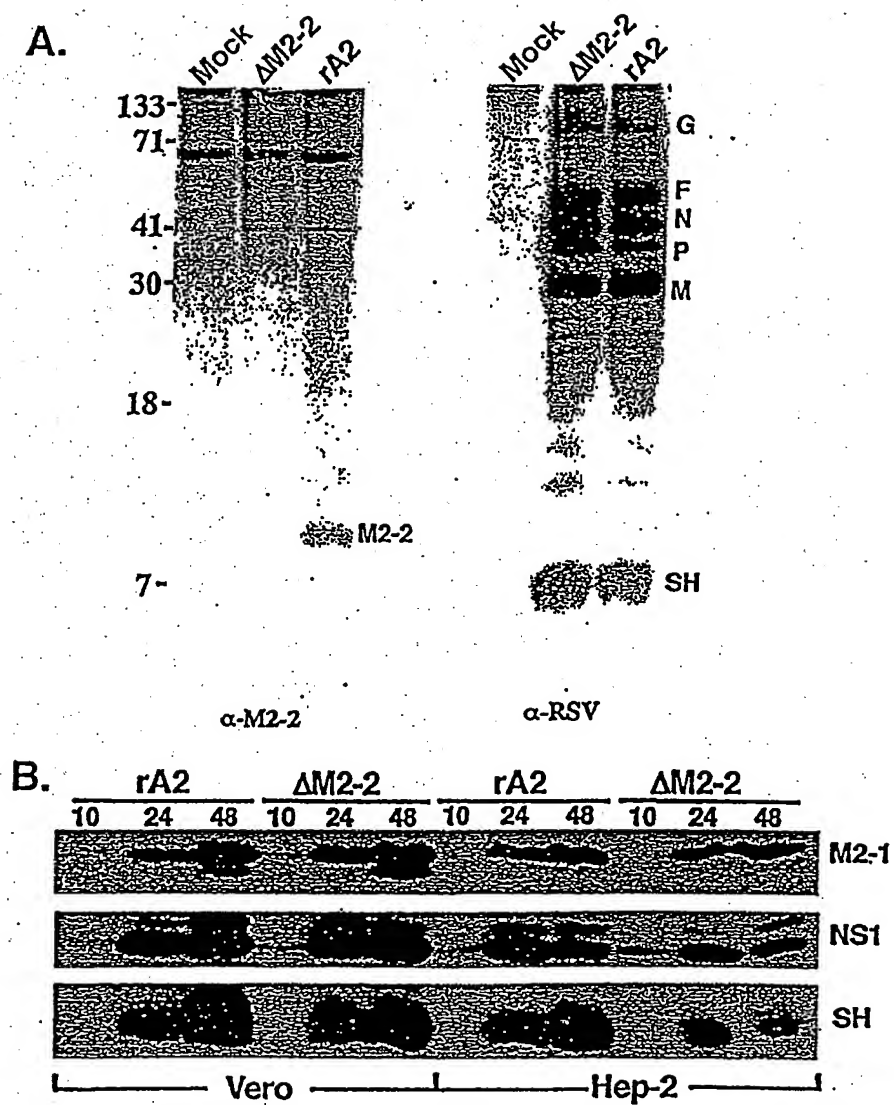 A.
Mock ΔM2-2 rA2
Mock ΔM2-2 rA2
133-
71-
41-
30-
18-
7-
G
F
N
P
M
M2-2
SH
α-M2-2 α-RSV
B.
rA2 ΔM2-2 rA2 ΔM2-2
10 24 48 10 24 48 10 24 48 10 24 48
M2-1
NS1
SH
Vero Hep-2